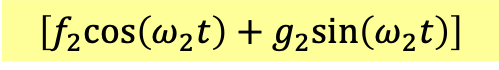 [f₂cos(ω₂t) + g₂sin(ω₂t)]